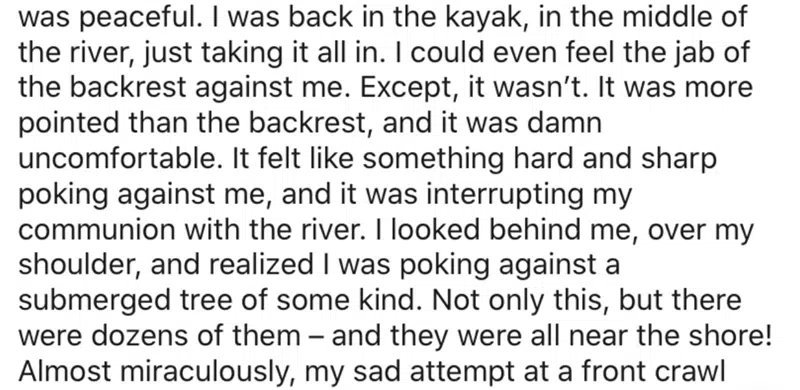 was peaceful. I was back in the kayak, in the middle of
the river, just taking it all in. I could even feel the jab of
the backrest against me. Except, it wasn’t. It was more
pointed than the backrest, and it was damn
uncomfortable. It felt like something hard and sharp
poking against me, and it was interrupting my
communion with the river. I looked behind me, over my
shoulder, and realized I was poking against a
submerged tree of some kind. Not only this, but there
were dozens of them – and they were all near the shore!
Almost miraculously, my sad attempt at a front crawl